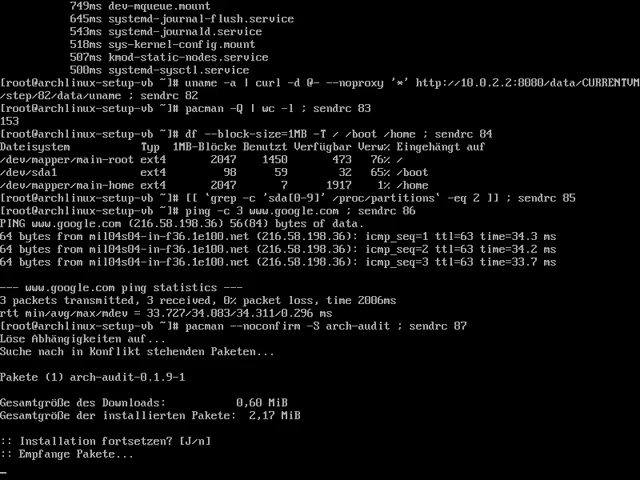 749ms dev-mqueue.mount
645ms systemd-journal-flush.service
543ms systemd-journald.service
518ms sys-kernel-config.mount
507ms kmod-static-nodes.service
500ms systemd-sysctl.service
[root@archlinux-setup-vb ~]# uname -a | curl -d @- --noproxy '*' http://10.0.2.2:8080/data/CURRENTVM
/step/82/data/uname ; sendrc 82
[root@archlinux-setup-vb ~]# pacman -Q | wc -l ; sendrc 83
153
[root@archlinux-setup-vb ~]# df --block-size=1MB -T / /boot /home ; sendrc 84
Dateisystem Typ 1MB-Blöcke Benutzt Verfügbar Verw% Eingehängt auf
/dev/mapper/main-root ext4 2047 1450 473 76% /
/dev/sda1 ext4 98 59 32 65% /boot
/dev/mapper/main-home ext4 2047 7 1917 1% /home
[root@archlinux-setup-vb ~]# [[ `grep -c 'sda[0-9]' /proc/partitions` -eq 2 ]] ; sendrc 85
[root@archlinux-setup-vb ~]# ping -c 3 www.google.com ; sendrc 86
PING www.google.com (216.58.198.36) 56(84) bytes of data.
64 bytes from mil04s04-in-f36.1e100.net (216.58.198.36): icmp_seq=1 ttl=63 time=34.3 ms
64 bytes from mil04s04-in-f36.1e100.net (216.58.198.36): icmp_seq=2 ttl=63 time=34.2 ms
64 bytes from mil04s04-in-f36.1e100.net (216.58.198.36): icmp_seq=3 ttl=63 time=33.7 ms

--- www.google.com ping statistics ---
3 packets transmitted, 3 received, 0% packet loss, time 2006ms
rtt min/avg/max/mdev = 33.727/34.083/34.311/0.296 ms
[root@archlinux-setup-vb ~]# pacman --noconfirm -S arch-audit ; sendrc 87
Löse Abhängigkeiten auf...
Suche nach in Konflikt stehenden Paketen...

Pakete (1) arch-audit-0.1.9-1

Gesamtgröße des Downloads: 0,60 MiB
Gesamtgröße der installierten Pakete: 2,17 MiB

:: Installation fortsetzen? [J/n]
:: Empfange Pakete...